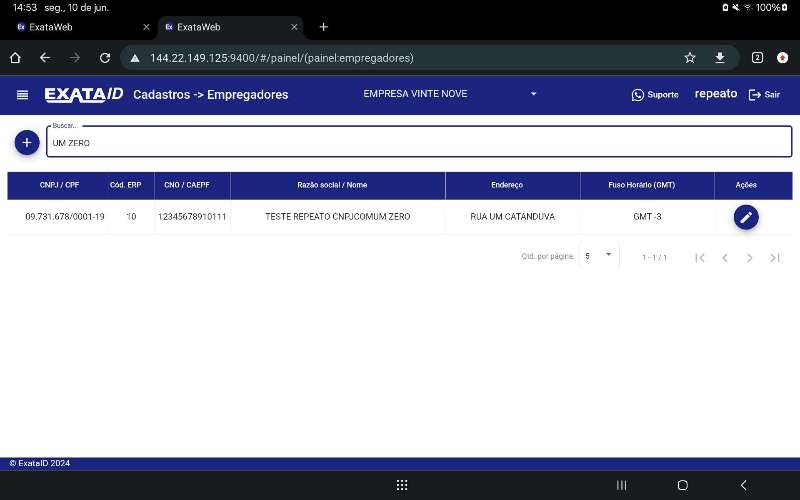 14:53 seg., 10 de jun. 100%
Ex ExataWeb
Ex ExataWeb
144.22.149.125:9400/#/painel/(painel:empregadores) 2
EXATAID Cadastros -> Empregadores EMPRESA VINTE NOVE Suporte repeato Sair
Buscar...
UM ZERO
CNPJ / CPF Cód. ERP CNO / CAEPF Razão social / Nome Endereço Fuso Horário (GMT) Ações
09.731.678/0001-19 10 12345678910111 TESTE REPEATO CNPJCOMUM ZERO RUA UM CATANDUVA GMT -3
Qtd. por página: 5 1 - 1 / 1
© ExataID 2024